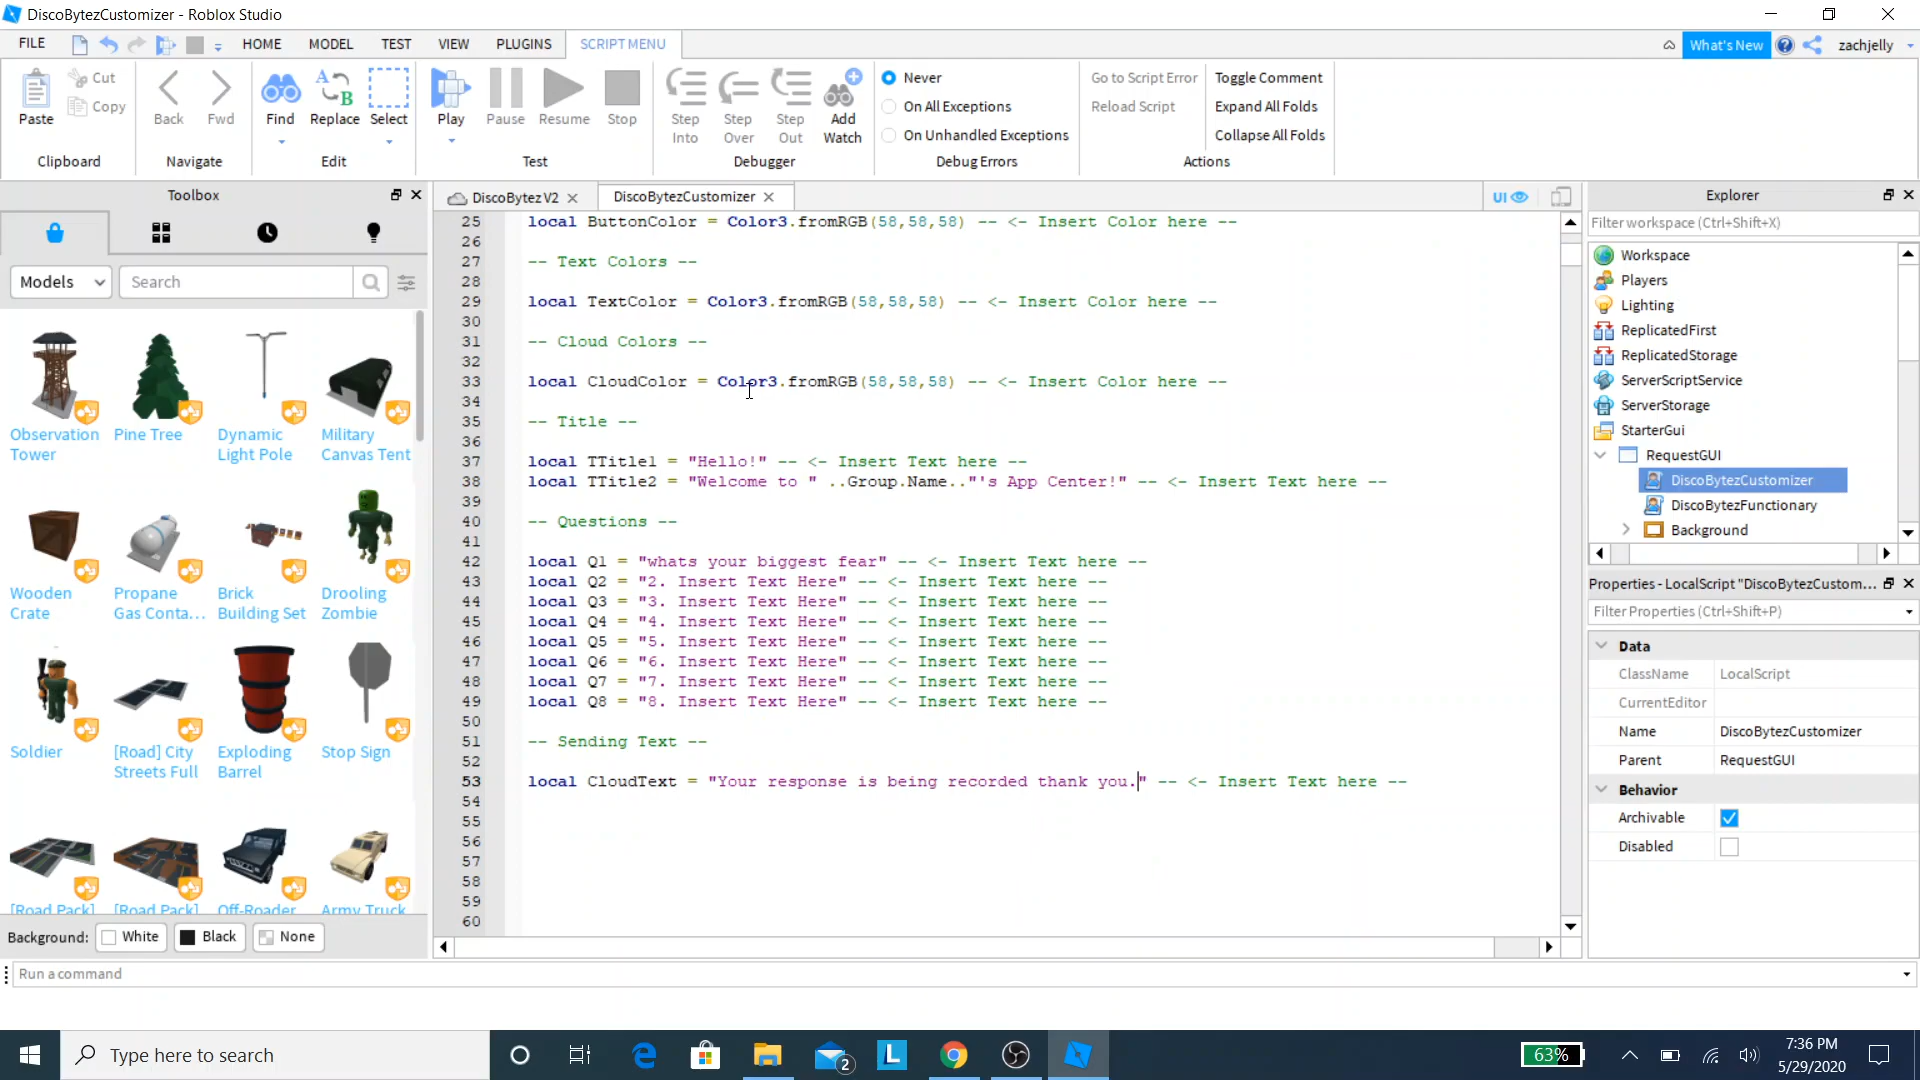 DiscoBytezCustomizer - Roblox Studio
FILE HOME MODEL TEST VIEW PLUGINS SCRIPT MENU What's New zachjelly
Paste Cut Copy Clipboard
Back Fwd Navigate
Find Replace Select Edit
Play Pause Resume Stop Test
Step Into Step Over Step Out Add Watch Debugger
Never
On All Exceptions
On Unhandled Exceptions
Debug Errors
Go to Script Error
Reload Script
Toggle Comment
Expand All Folds
Collapse All Folds
Actions
Toolbox
Models Search
Observation Tower
Pine Tree
Dynamic Light Pole
Military Canvas Tent
Wooden Crate
Propane Gas Conta...
Brick Building Set
Drooling Zombie
Soldier
[Road] City Streets Full
Exploding Barrel
Stop Sign
[Road Pack]
[Road Pack]
Off-Roader
Army Truck
Background: White Black None
DiscoBytez V2 DiscoBytezCustomizer UI
25 local ButtonColor = Color3.fromRGB(58,58,58) -- <- Insert Color here --
26
27 -- Text Colors --
28
29 local TextColor = Color3.fromRGB(58,58,58) -- <- Insert Color here --
30
31 -- Cloud Colors --
32
33 local CloudColor = Color3.fromRGB(58,58,58) -- <- Insert Color here --
34
35 -- Title --
36
37 local TTitle1 = "Hello!" -- <- Insert Text here --
38 local TTitle2 = "Welcome to " ..Group.Name.."'s App Center!" -- <- Insert Text here --
39
40 -- Questions --
41
42 local Q1 = "whats your biggest fear" -- <- Insert Text here --
43 local Q2 = "2. Insert Text Here" -- <- Insert Text here --
44 local Q3 = "3. Insert Text Here" -- <- Insert Text here --
45 local Q4 = "4. Insert Text Here" -- <- Insert Text here --
46 local Q5 = "5. Insert Text Here" -- <- Insert Text here --
47 local Q6 = "6. Insert Text Here" -- <- Insert Text here --
48 local Q7 = "7. Insert Text Here" -- <- Insert Text here --
49 local Q8 = "8. Insert Text Here" -- <- Insert Text here --
50
51 -- Sending Text --
52
53 local CloudText = "Your response is being recorded thank you." -- <- Insert Text here --
54
55
56
57
58
59
60
Explorer
Filter workspace (Ctrl+Shift+X)
Workspace
Players
Lighting
ReplicatedFirst
ReplicatedStorage
ServerScriptService
ServerStorage
StarterGui
RequestGUI
DiscoBytezCustomizer
DiscoBytezFunctionary
Background
Properties - LocalScript "DiscoBytezCustom...
Filter Properties (Ctrl+Shift+P)
Data
ClassName LocalScript
CurrentEditor
Name DiscoBytezCustomizer
Parent RequestGUI
Behavior
Archivable
Disabled
Run a command
Type here to search
2
L
63%
7:36 PM
5/29/2020